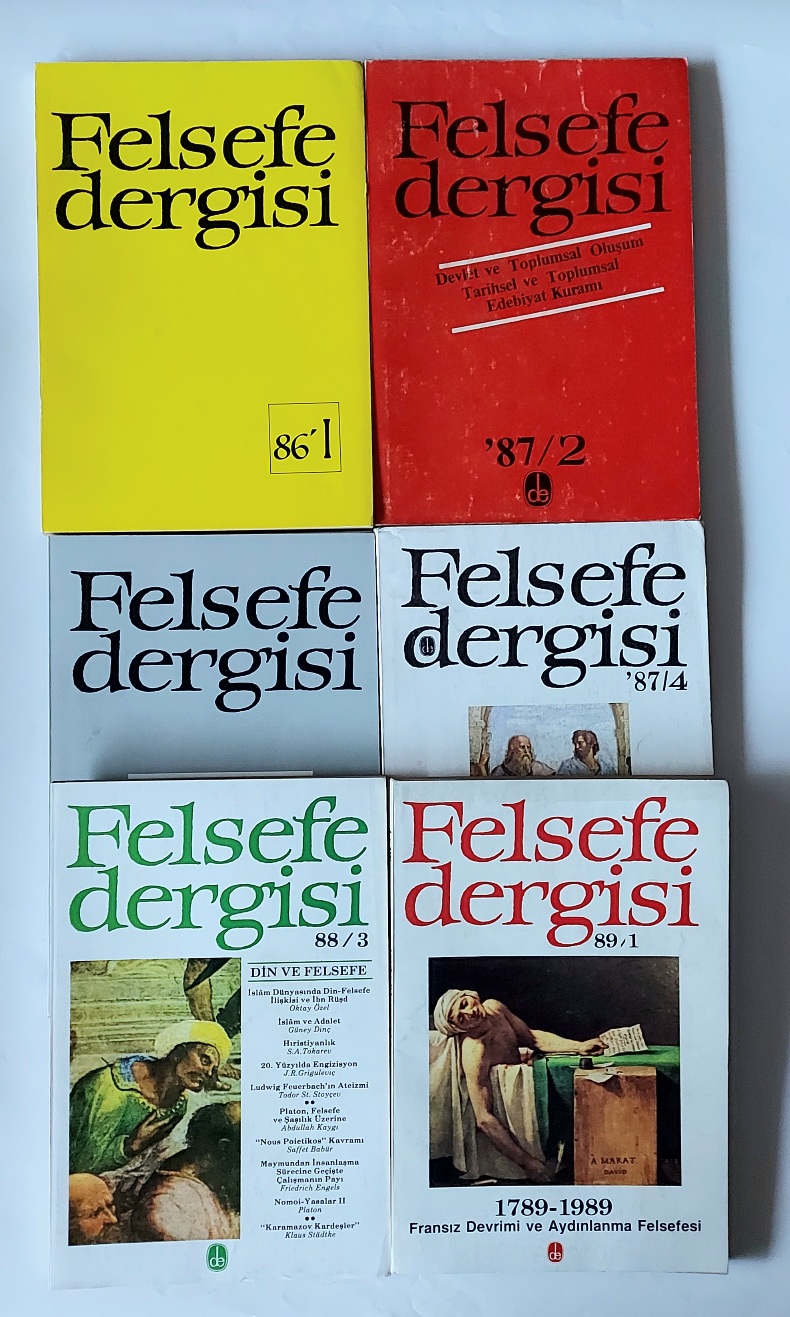 Felsefe
dergisi
86´1
Felsefe
dergisi
Devlet ve Toplumsal Oluşum
Tarihsel ve Toplumsal
Edebiyat Kuramı
’87/2
de
Felsefe
dergisi
Felsefe
dergisi
de
’87/4
Felsefe
dergisi
88/3
DİN VE FELSEFE
İslâm Dünyasında Din-Felsefe
İlişkisi ve İbn Rüşd
Oktay Özel
İslâm ve Adalet
Güney Dinç
Hıristiyanlık
S.A.Tokarev
20. Yüzyılda Engizisyon
J.R.Griguleviç
Ludwig Feuerbach'ın Ateizmi
Todor St. Stoyçev
••
Platon, Felsefe
ve Şaşılık Üzerine
Abdullah Kaygı
“Nous Poietikos” Kavramı
Saffet Babür
Maymundan İnsanlaşma
Sürecine Geçişte
Çalışmanın Payı
Friedrich Engels
Nomoi-Yasalar II
Platon
••
“Karamazov Kardeşler”
Klaus Städtke
de
Felsefe
dergisi
89/1
À MARAT
DAVID
1789-1989
Fransız Devrimi ve Aydınlanma Felsefesi
de